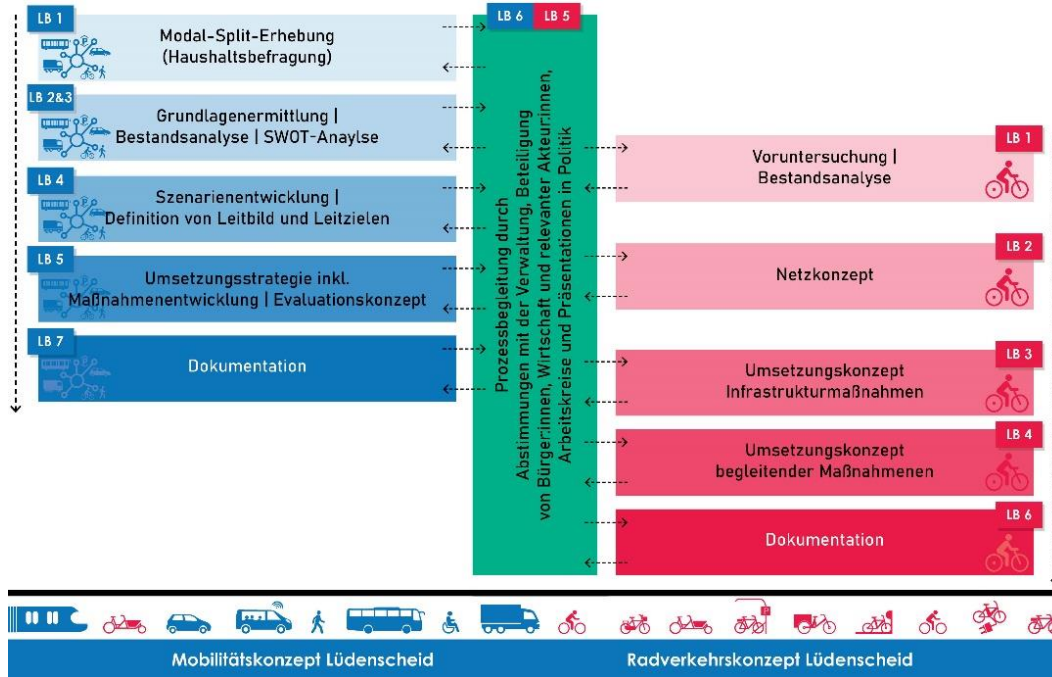 LB 1
Modal-Split-Erhebung
(Haushaltsbefragung)
LB 2&3
Grundlagenermittlung |
Bestandsanalyse | SWOT-Anaylse
LB 4
Szenarienentwicklung |
Definition von Leitbild und Leitzielen
LB 5
Umsetzungsstrategie inkl.
Maßnahmenentwicklung | Evaluationskonzept
LB 7
Dokumentation
LB 6
LB 5
Prozessbegleitung durch
Abstimmungen mit der Verwaltung, Beteiligung
von Bürger:innen, Wirtschaft und relevanter Akteur:innen,
Arbeitskreise und Präsentationen in Politik
LB 1
Voruntersuchung |
Bestandsanalyse
LB 2
Netzkonzept
LB 3
Umsetzungskonzept
Infrastrukturmaßnahmen
LB 4
Umsetzungskonzept
begleitender Maßnahmenen
LB 6
Dokumentation
Mobilitätskonzept Lüdenscheid
Radverkehrskonzept Lüdenscheid